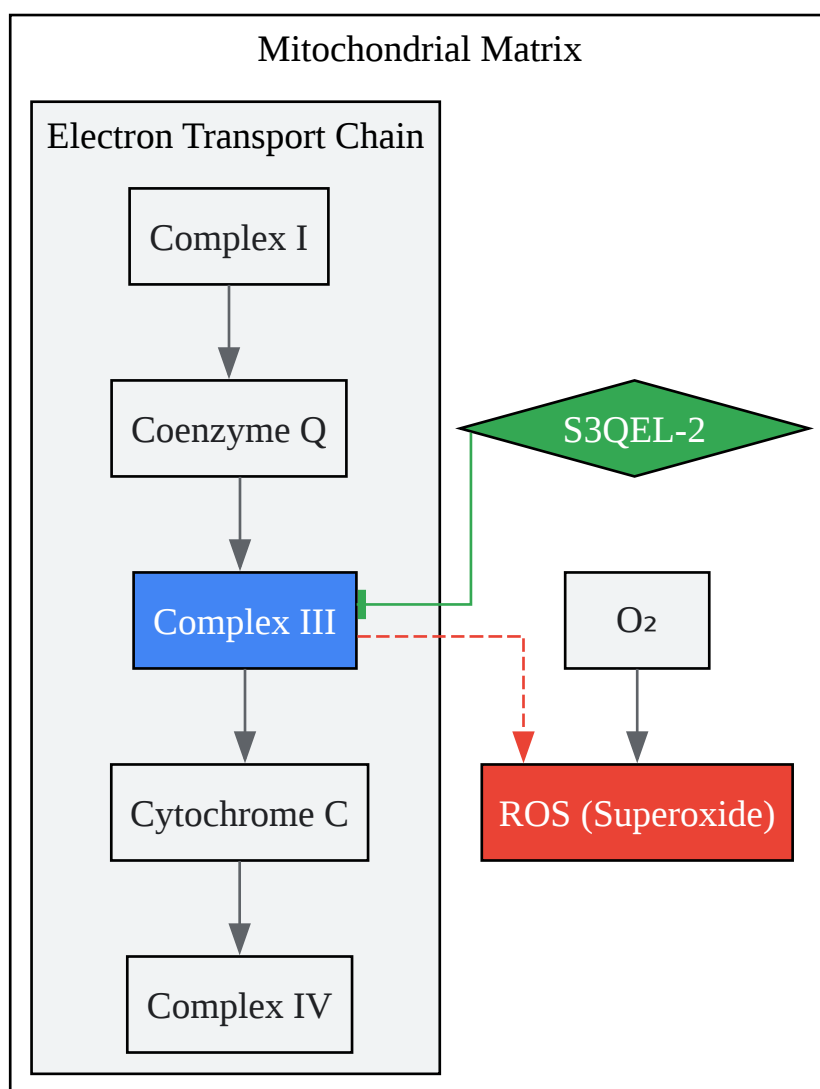 Mitochondrial Matrix
Electron Transport Chain
Complex I
Coenzyme Q
S3QEL-2
Complex III
O₂
Cytochrome C
ROS (Superoxide)
Complex IV